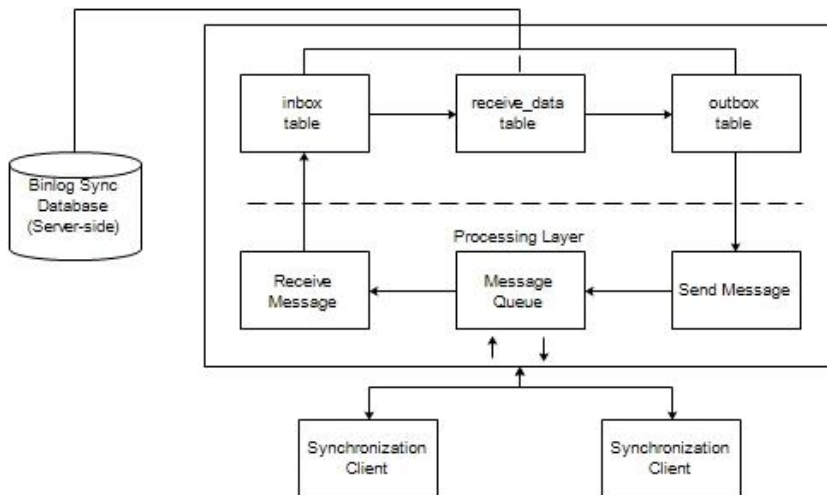 inbox
table
receive_data
table
outbox
table
Binlog Sync
Database
(Server-side)
Processing Layer
Receive
Message
Message
Queue
Send Message
Synchronization
Client
Synchronization
Client